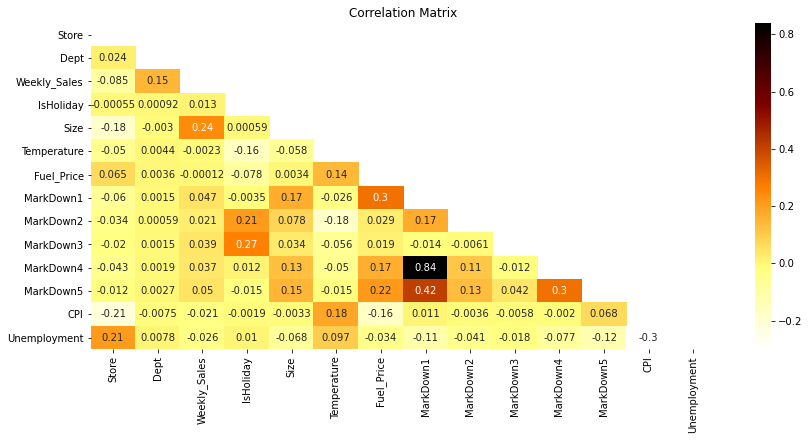 Correlation Matrix
Store
Dept 0.024
Weekly_Sales -0.085 0.15
IsHoliday -0.00055 0.00092 0.013
Size -0.18 -0.003 0.24 0.00059
Temperature -0.05 0.0044 -0.0023 -0.16 -0.058
Fuel_Price 0.065 0.0036 -0.00012 -0.078 0.0034 0.14
MarkDown1 -0.06 0.0015 0.047 -0.0035 0.17 -0.026 0.3
MarkDown2 -0.034 0.00059 0.021 0.21 0.078 -0.18 0.029 0.17
MarkDown3 -0.02 0.0015 0.039 0.27 0.034 -0.056 0.019 -0.014 -0.0061
MarkDown4 -0.043 0.0019 0.037 0.012 0.13 -0.05 0.17 0.84 0.11 -0.012
MarkDown5 -0.012 0.0027 0.05 -0.015 0.15 -0.015 0.22 0.42 0.13 0.042 0.3
CPI -0.21 -0.0075 -0.021 -0.0019 -0.0033 0.18 -0.16 0.011 -0.0036 -0.0058 -0.002 0.068
Unemployment 0.21 0.0078 -0.026 0.01 -0.068 0.097 -0.034 -0.11 -0.041 -0.018 -0.077 -0.12 -0.3
Store Dept Weekly_Sales IsHoliday Size Temperature Fuel_Price MarkDown1 MarkDown2 MarkDown3 MarkDown4 MarkDown5 CPI Unemployment
0.8
0.6
0.4
0.2
0.0
−0.2